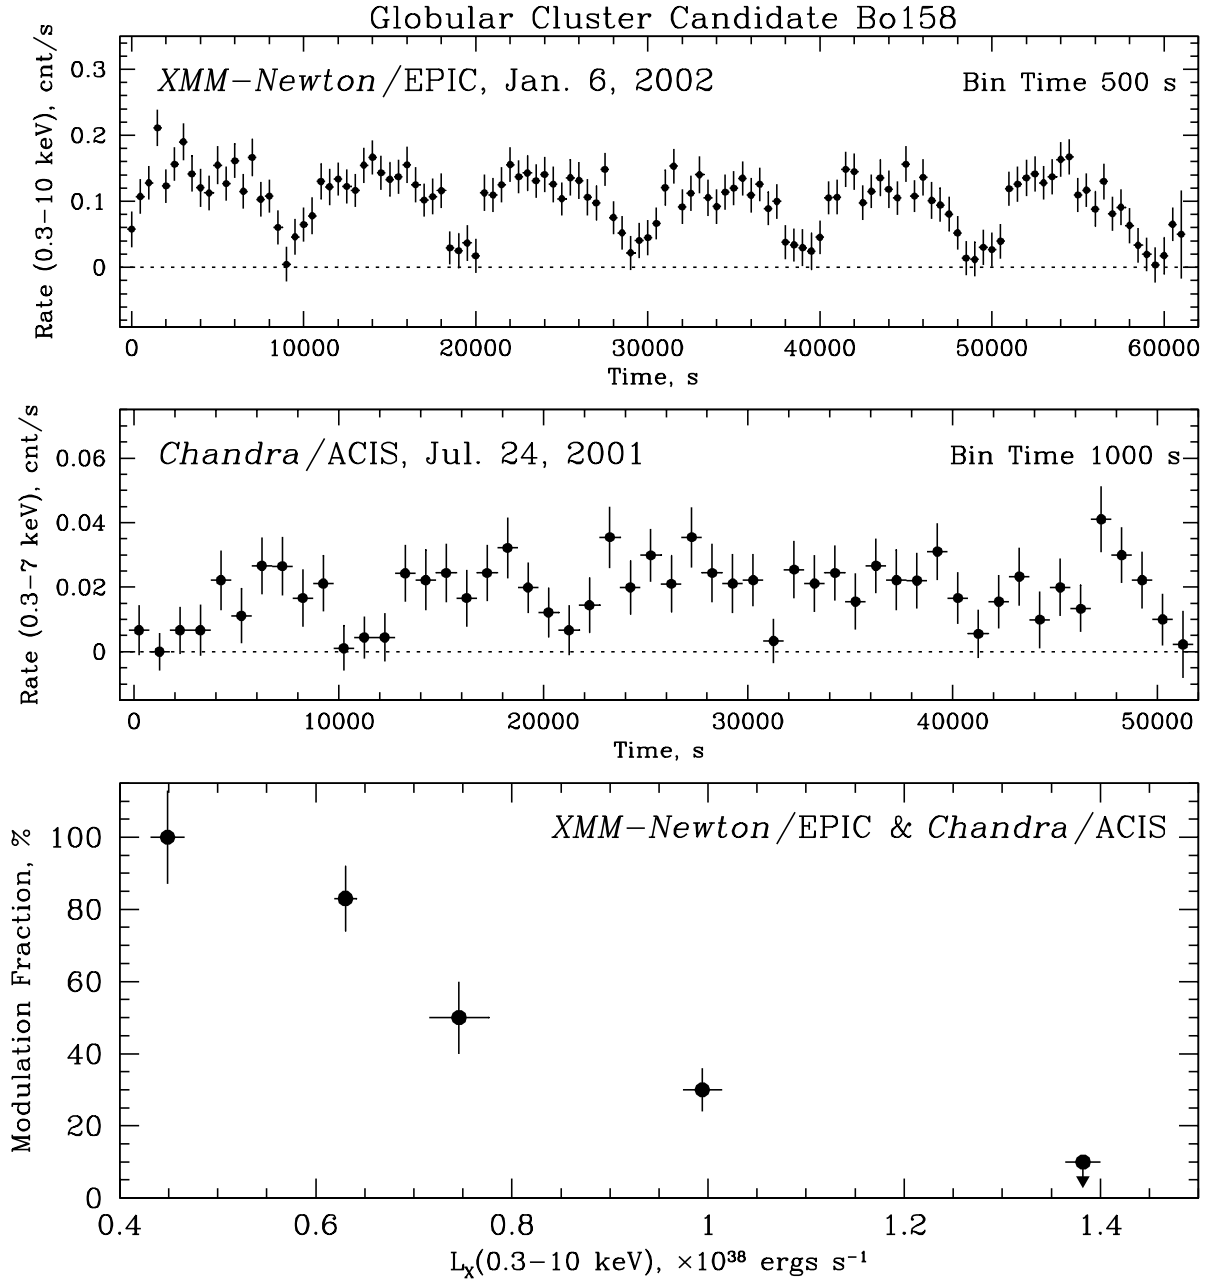 Globular Cluster Candidate Bo158
XMM-Newton/EPIC, Jan. 6, 2002
Bin Time 500 s
Rate (0.3-10 keV), cnt/s
0.3
0.2
0.1
0
0 10000 20000 30000 40000 50000 60000
Time, s
Chandra/ACIS, Jul. 24, 2001
Bin Time 1000 s
Rate (0.3-7 keV), cnt/s
0.06
0.04
0.02
0
0 10000 20000 30000 40000 50000
Time, s
XMM-Newton/EPIC & Chandra/ACIS
Modulation Fraction, %
100
80
60
40
20
0
0.4 0.6 0.8 1 1.2 1.4
Lₓ(0.3-10 keV), ×10³⁸ ergs s⁻¹